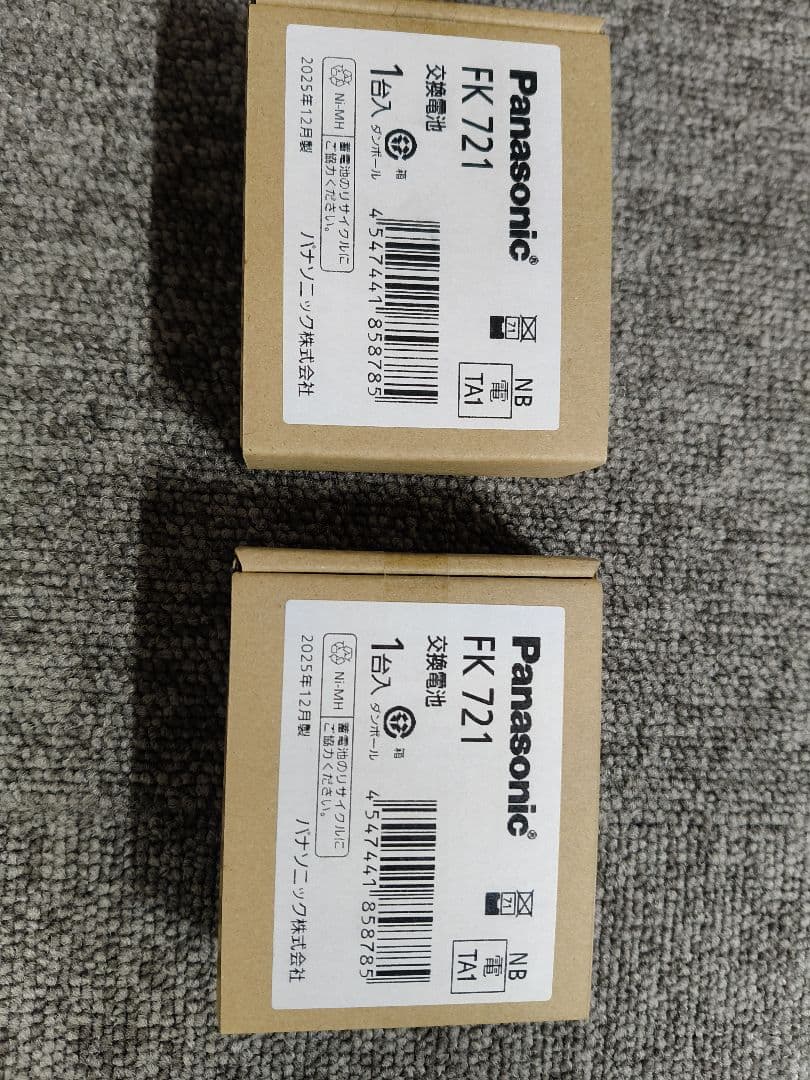 Panasonic®
FK 721
交換電池
1台入
ダンボール
箱
Ni-MH
蓄電池のリサイクルに
ご協力ください。
2025年12月製
パナソニック株式会社
4 547441 858785
71
NB
電
TA1
Panasonic®
FK 721
交換電池
1台入
ダンボール
箱
Ni-MH
蓄電池のリサイクルに
ご協力ください。
2025年12月製
パナソニック株式会社
4 547441 858785
71
NB
電
TA1